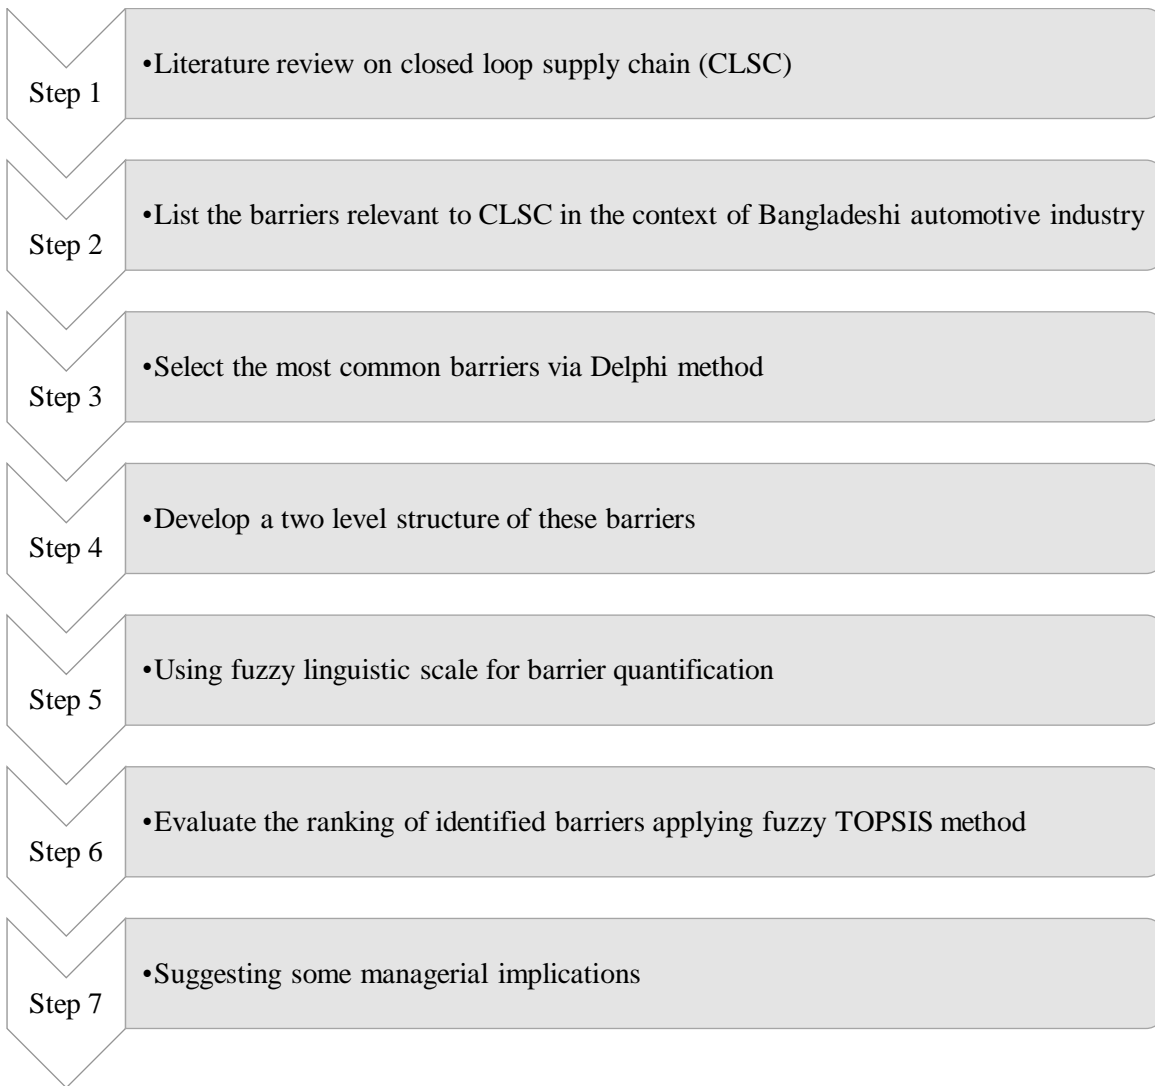 Step 1
•Literature review on closed loop supply chain (CLSC)
Step 2
•List the barriers relevant to CLSC in the context of Bangladeshi automotive industry
Step 3
•Select the most common barriers via Delphi method
Step 4
•Develop a two level structure of these barriers
Step 5
•Using fuzzy linguistic scale for barrier quantification
Step 6
•Evaluate the ranking of identified barriers applying fuzzy TOPSIS method
Step 7
•Suggesting some managerial implications